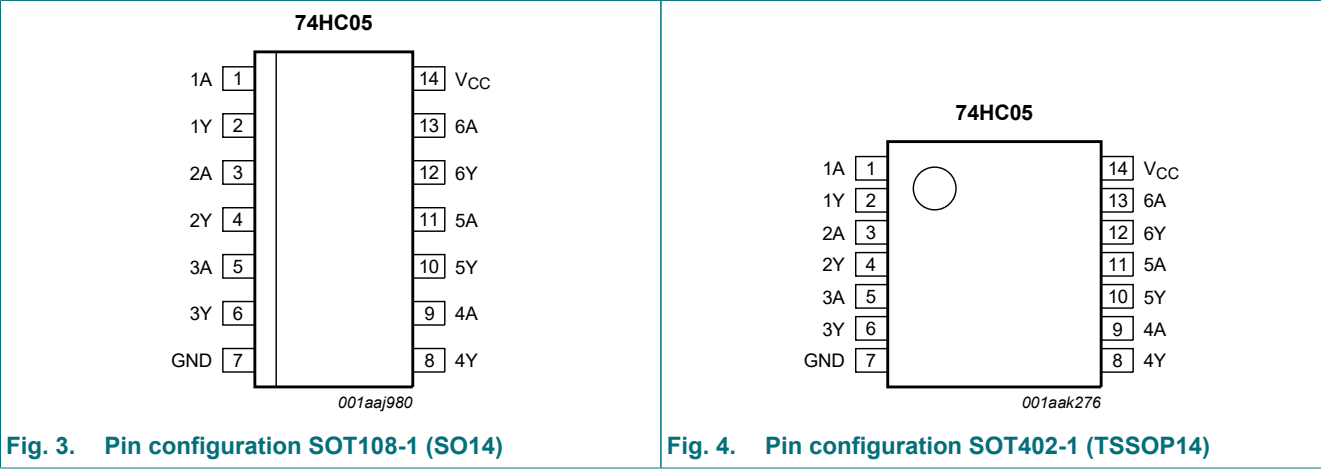 74HC05
1A 1 14 VCC
1Y 2 13 6A
2A 3 12 6Y
2Y 4 11 5A
3A 5 10 5Y
3Y 6 9 4A
GND 7 8 4Y
001aaj980
Fig. 3. Pin configuration SOT108-1 (SO14)
74HC05
1A 1 14 VCC
1Y 2 13 6A
2A 3 12 6Y
2Y 4 11 5A
3A 5 10 5Y
3Y 6 9 4A
GND 7 8 4Y
001aak276
Fig. 4. Pin configuration SOT402-1 (TSSOP14)